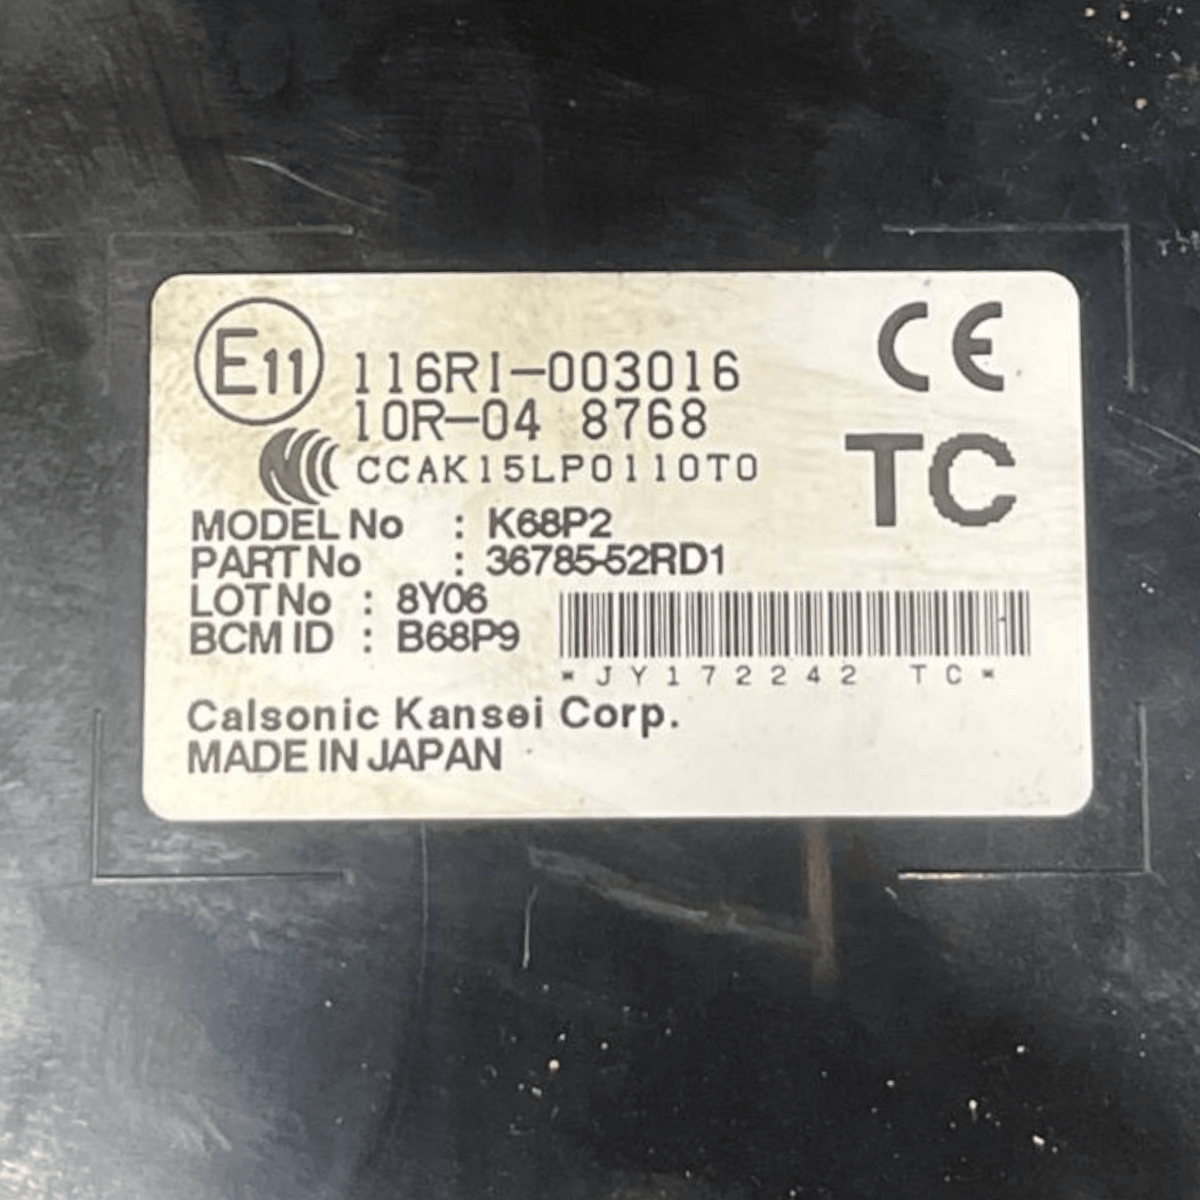 E11 116RI-003016 CE
10R-04 8768
CCAK15LP0110T0 TC
MODEL No : K68P2
PART No : 36785-52RD1
LOT No : 8Y06
BCM ID : B68P9
*JY172242 TC*
Calsonic Kansei Corp.
MADE IN JAPAN